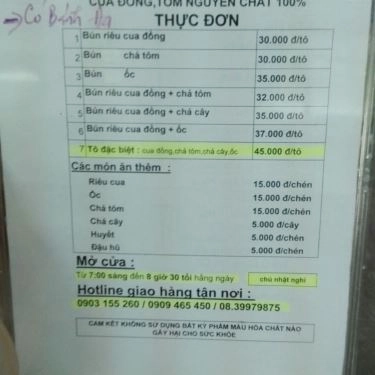 CUA ĐỒNG,TÔM NGUYÊN CHẤT 100%
THỰC ĐƠN
→ Có Bánh Đa
1 Bún riêu cua đồng 30.000 đ/tô
2 Bún chả tôm 30.000 đ/tô
3 Bún ốc 35.000 đ/tô
4 Bún riêu cua đồng + chả tôm 32.000 đ/tô
5 Bún riêu cua đồng + chả cây 35.000 đ/tô
6 Bún riêu cua đồng + ốc 37.000 đ/tô
7 Tô đặc biệt : cua đồng,chả tôm,chả cây,ốc 45.000 đ/tô
Các món ăn thêm :
Riêu cua 15.000 đ/chén
Ốc 15.000 đ/chén
Chả tôm 15.000 đ/chén
Chả cây 5.000 đ/cây
Huyết 5.000 đ/chén
Đậu hũ 5.000 đ/chén
Mở cửa :
Từ 7:00 sáng đến 8 giờ 30 tối hằng ngày chủ nhật nghỉ
Hotline giao hàng tận nơi :
0903 155 260 / 0909 465 450 / 08.39979875
CAM KẾT KHÔNG SỬ DỤNG BẤT KỲ PHẨM MÀU HÓA CHẤT NÀO
GÂY HẠI CHO SỨC KHỎE